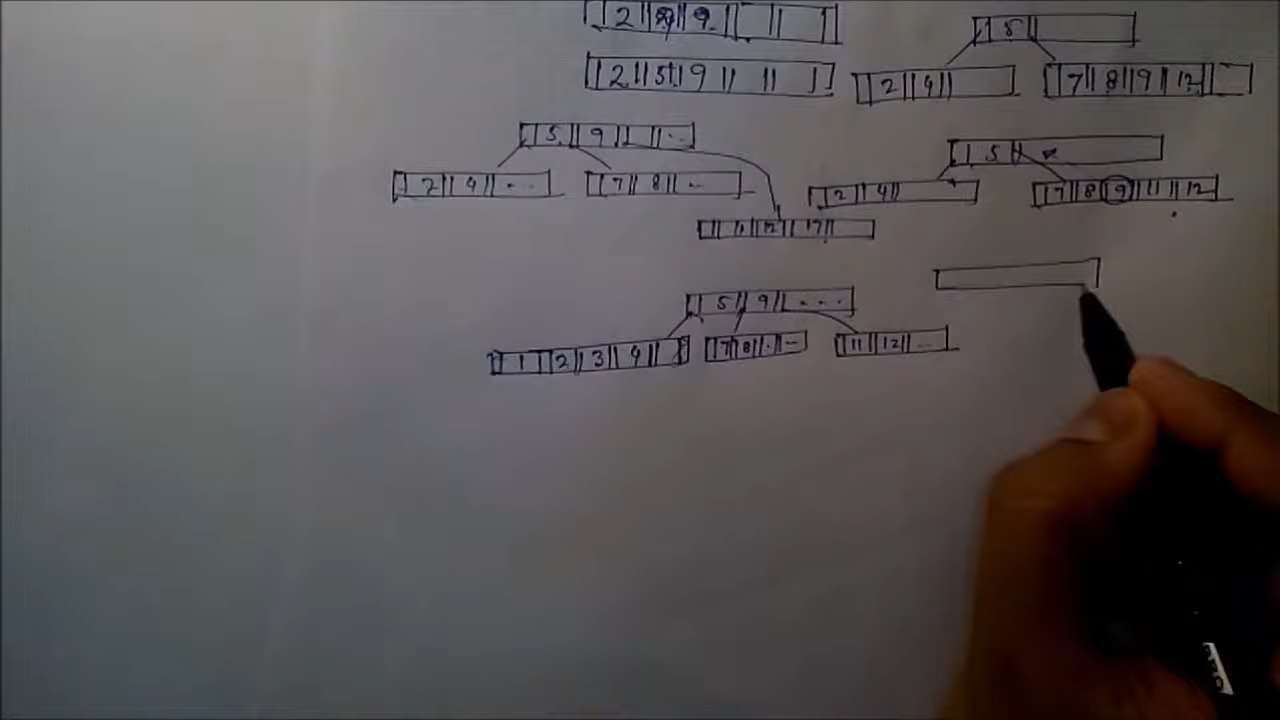 2 9
2 5 9
5
2 4
7 8 9 12
5 9 ..
2 4 ...
7 8 ...
11 12 17
5
2 4
7 8 9 11 12
5 9 ...
1 2 3 4
7 8 . —
11 12 ...